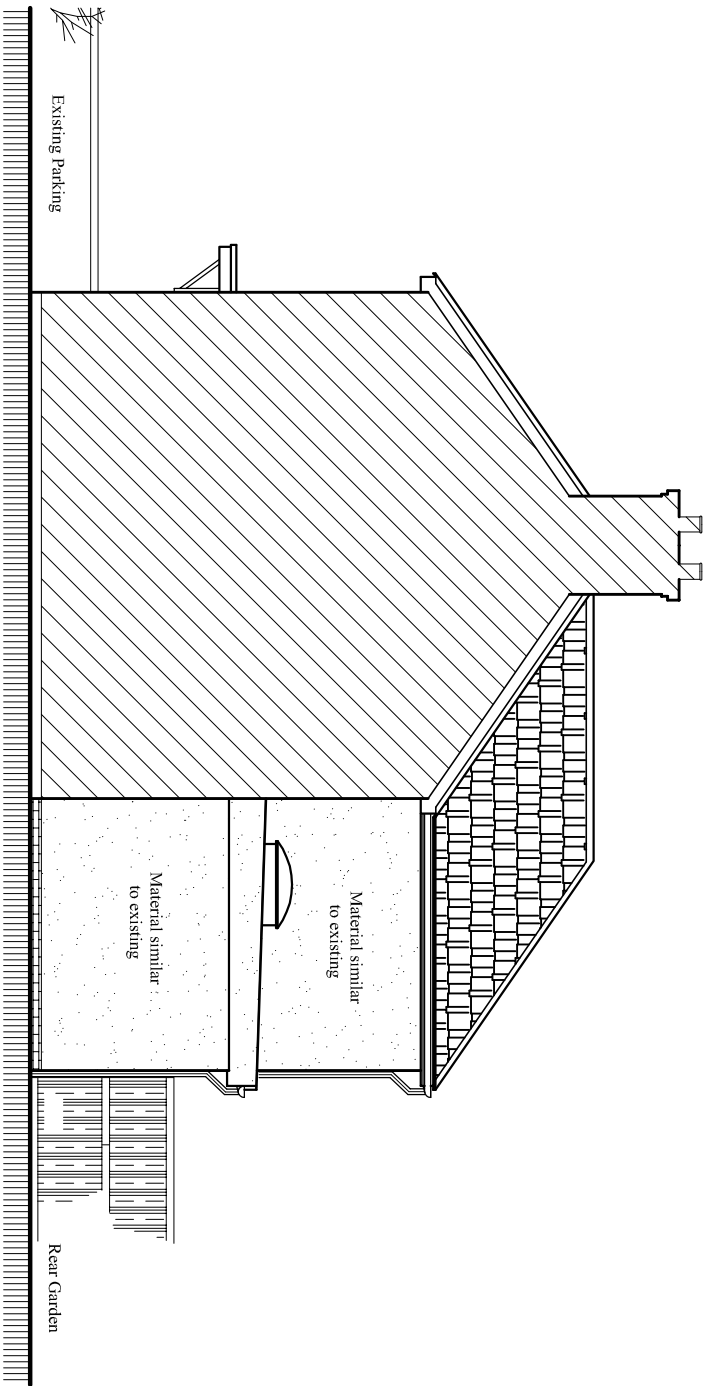 Existing Parking
Material similar
to existing
Material similar
to existing
Rear Garden